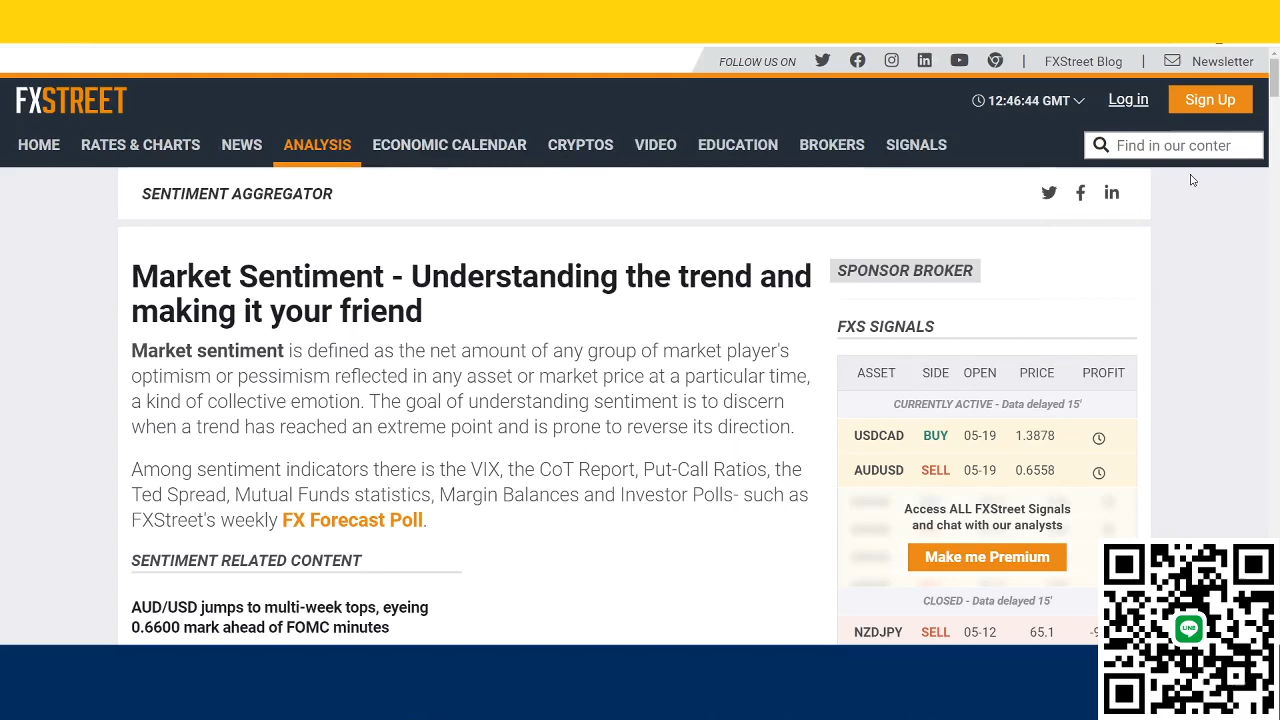 FOLLOW US ON | FXStreet Blog | Newsletter
FXSTREET
12:46:44 GMT
Log in
Sign Up
HOME RATES & CHARTS NEWS ANALYSIS ECONOMIC CALENDAR CRYPTOS VIDEO EDUCATION BROKERS SIGNALS
Find in our conter
SENTIMENT AGGREGATOR
Market Sentiment - Understanding the trend and
making it your friend
Market sentiment is defined as the net amount of any group of market player's
optimism or pessimism reflected in any asset or market price at a particular time,
a kind of collective emotion. The goal of understanding sentiment is to discern
when a trend has reached an extreme point and is prone to reverse its direction.
Among sentiment indicators there is the VIX, the CoT Report, Put-Call Ratios, the
Ted Spread, Mutual Funds statistics, Margin Balances and Investor Polls- such as
FXStreet's weekly FX Forecast Poll.
SENTIMENT RELATED CONTENT
AUD/USD jumps to multi-week tops, eyeing
0.6600 mark ahead of FOMC minutes
SPONSOR BROKER
FXS SIGNALS
ASSET SIDE OPEN PRICE PROFIT
CURRENTLY ACTIVE - Data delayed 15'
USDCAD BUY 05-19 1.3878
AUDUSD SELL 05-19 0.6558
Access ALL FXStreet Signals
and chat with our analysts
Make me Premium
CLOSED - Data delayed 15'
NZDJPY SELL 05-12 65.1
LINE